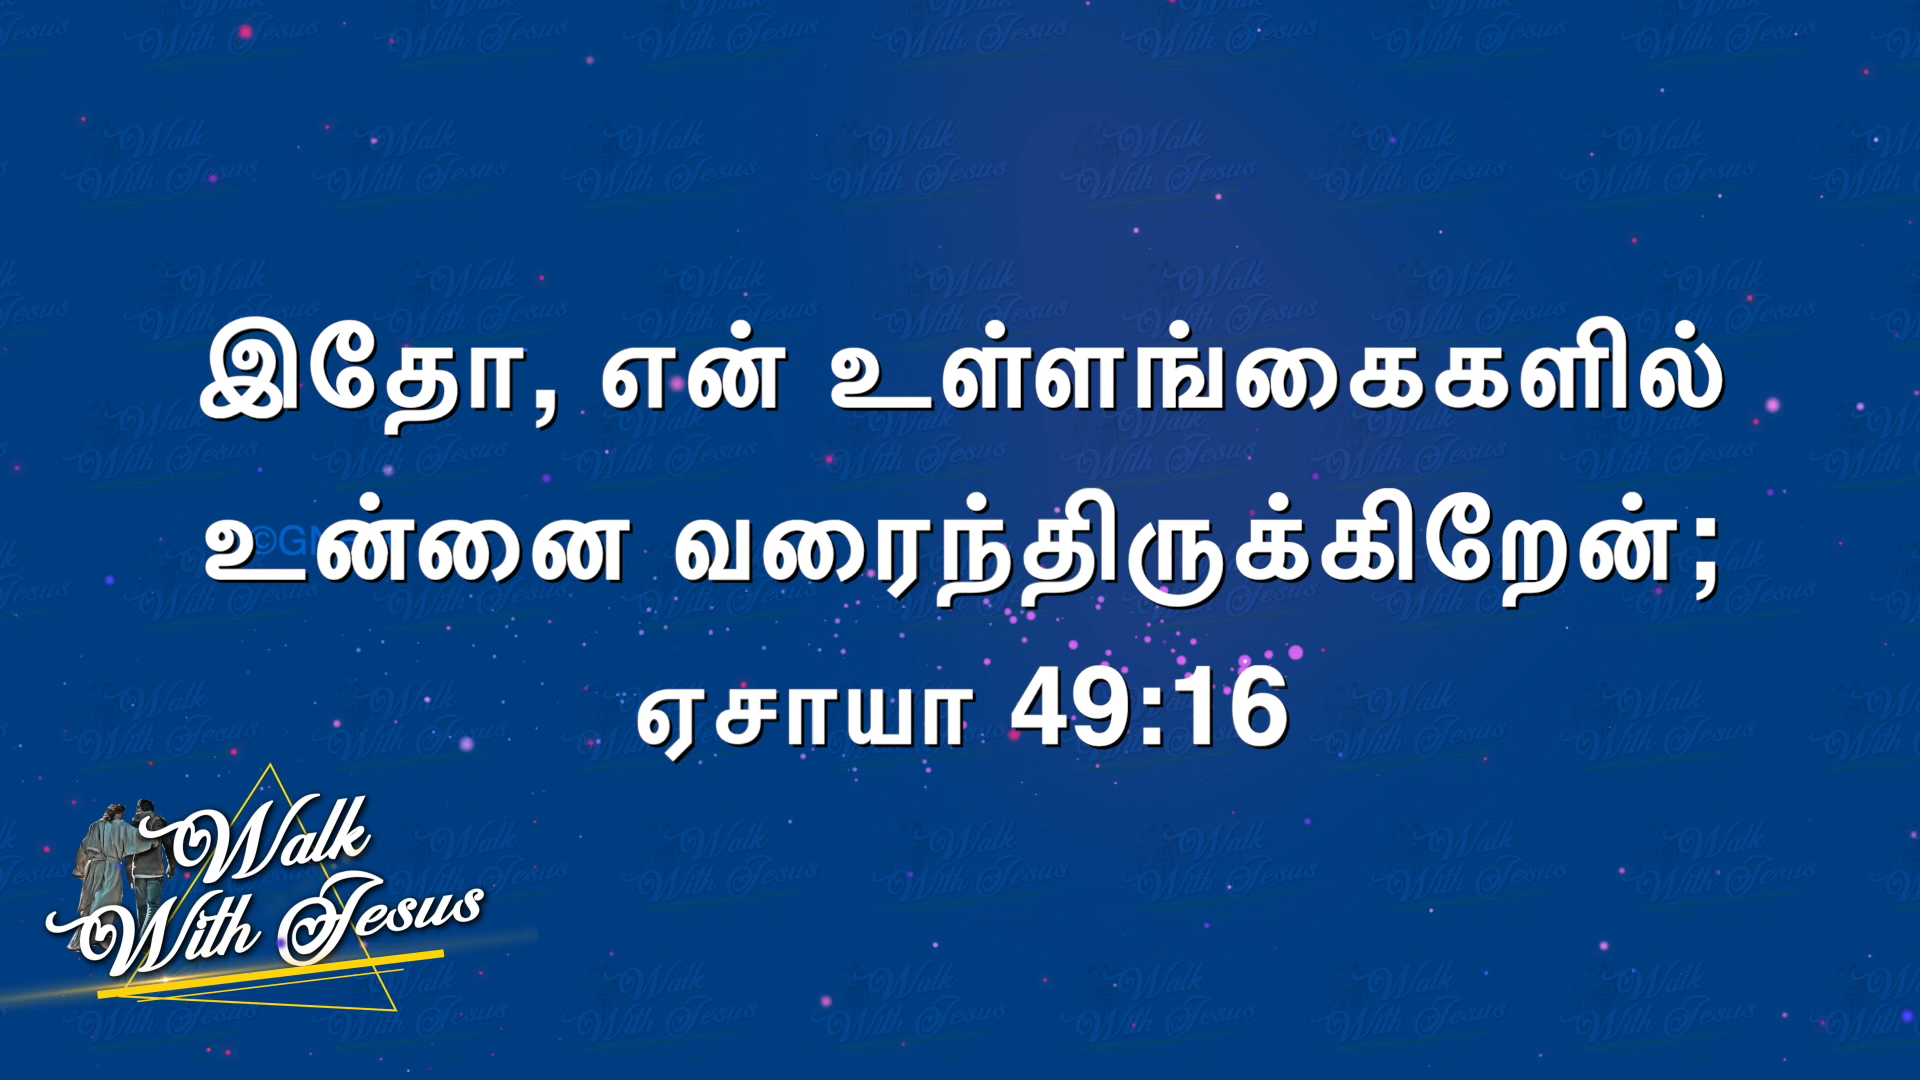 இதோ, என் உள்ளங்கைகளில்
உன்னை வரைந்திருக்கிறேன்;
ஏசாயா 49:16
Walk
With Jesus